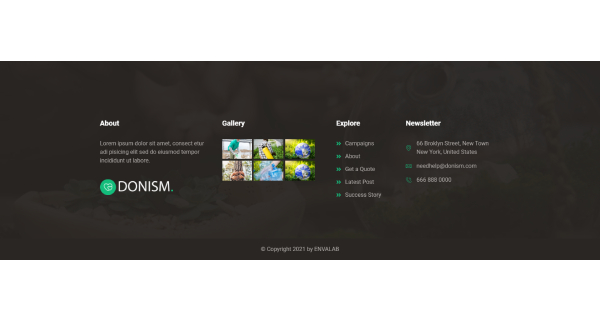 About
Lorem ipsum dolor sit amet, consect etur
adi pisicing elit sed do eiusmod tempor
incididunt ut labore.
DONISM.
Gallery
Explore
Campaigns
About
Get a Quote
Latest Post
Success Story
Newsletter
66 Broklyn Street, New Town
New York, United States
needhelp@donism.com
666 888 0000
© Copyright 2021 by ENVALAB